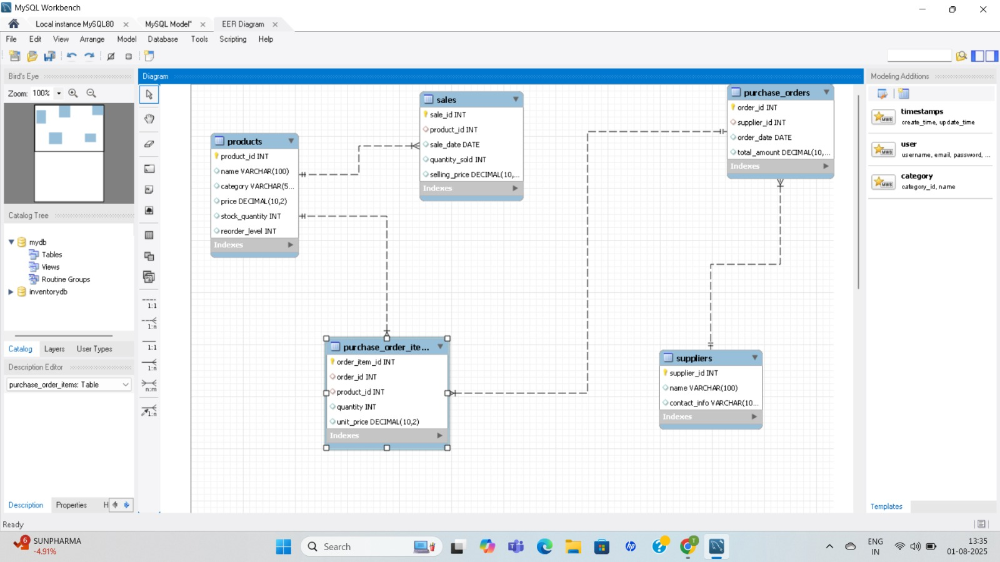 MySQL Workbench
Local instance MySQL80
MySQL Model*
EER Diagram
File Edit View Arrange Model Database Tools Scripting Help
Bird's Eye
Zoom: 100%
Catalog Tree
mydb
Tables
Views
Routine Groups
inventorydb
Catalog Layers User Types
Description Editor
purchase_order_items: Table
Description Properties H
Ready
1:1
1:n
1:1
1:n
n:m
1:n
Diagram
products
product_id INT
name VARCHAR(100)
category VARCHAR(5...
price DECIMAL(10,2)
stock_quantity INT
reorder_level INT
Indexes
sales
sale_id INT
product_id INT
sale_date DATE
quantity_sold INT
selling_price DECIMAL(10,...
Indexes
purchase_orders
order_id INT
supplier_id INT
order_date DATE
total_amount DECIMAL(10,...
Indexes
purchase_order_ite...
order_item_id INT
order_id INT
product_id INT
quantity INT
unit_price DECIMAL(10,2)
Indexes
suppliers
supplier_id INT
name VARCHAR(100)
contact_info VARCHAR(10...
Indexes
Modeling Additions
MWB
timestamps
create_time, update_time
MWB
user
username, email, password, ...
MWB
category
category_id, name
Templates
6
SUNPHARMA
-4.91%
Search
T
ENG
IN
13:35
01-08-2025